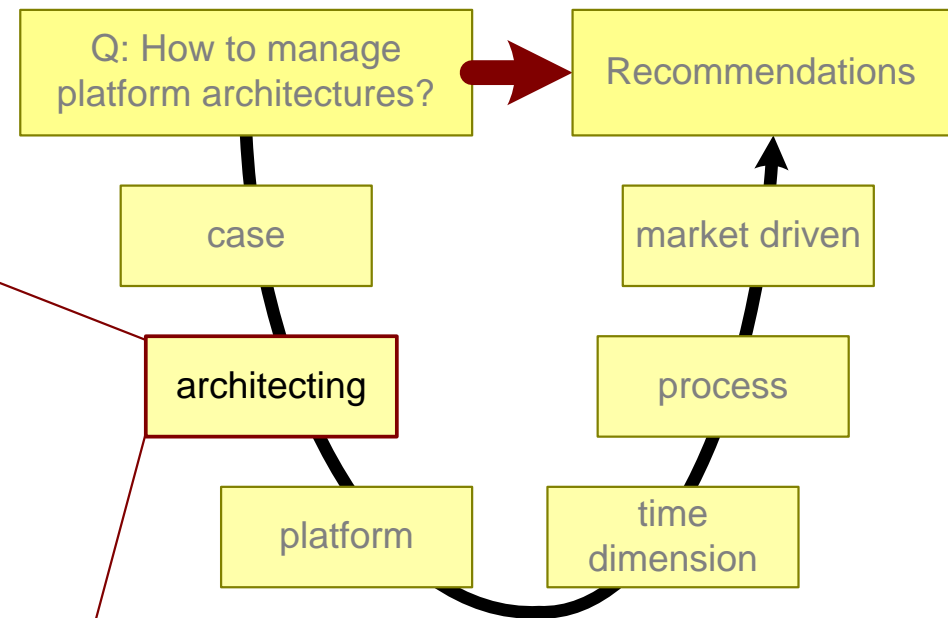 Q: How to manage
platform architectures?
Recommendations
case
market driven
architecting
process
platform
time
dimension